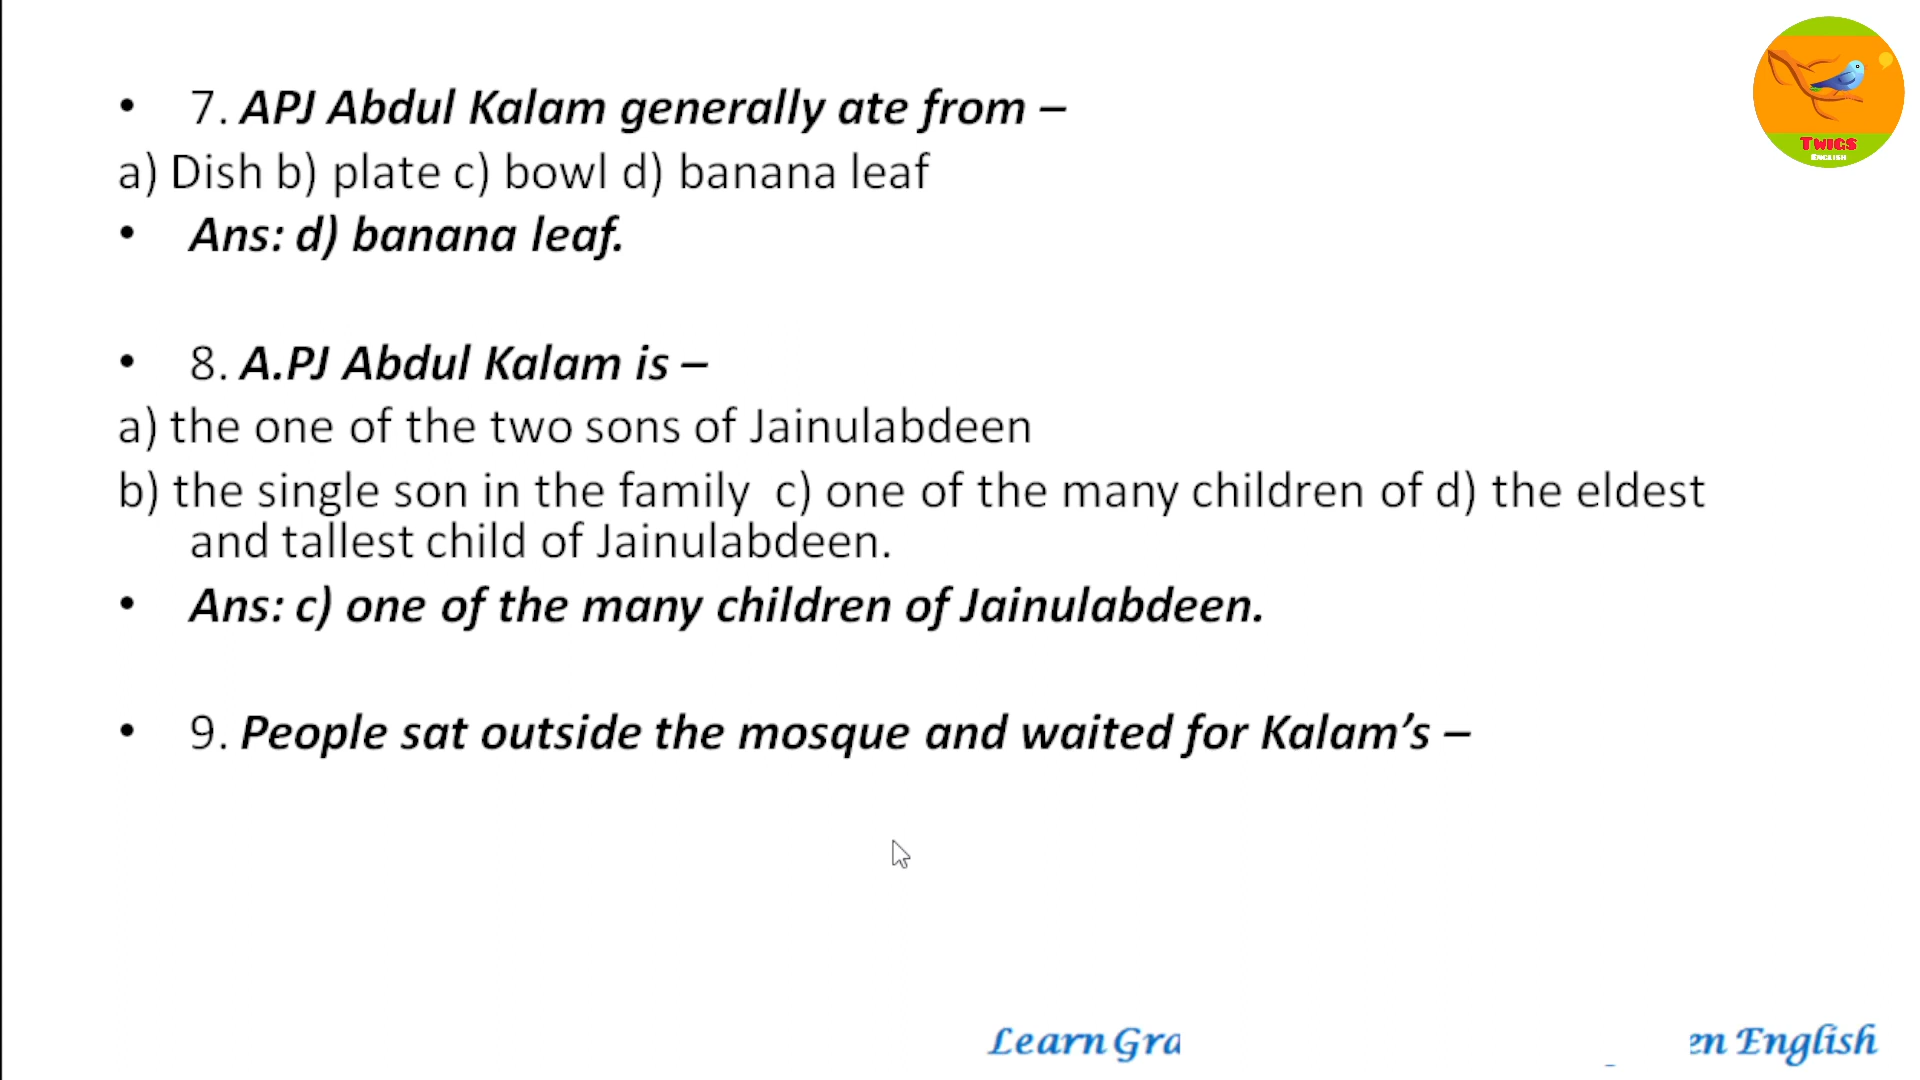 • 7. APJ Abdul Kalam generally ate from –
a) Dish b) plate c) bowl d) banana leaf
• Ans: d) banana leaf.
• 8. A.PJ Abdul Kalam is –
a) the one of the two sons of Jainulabdeen
b) the single son in the family c) one of the many children of d) the eldest
and tallest child of Jainulabdeen.
• Ans: c) one of the many children of Jainulabdeen.
• 9. People sat outside the mosque and waited for Kalam’s –
TWIGS
ENGLISH
Learn Gra en English